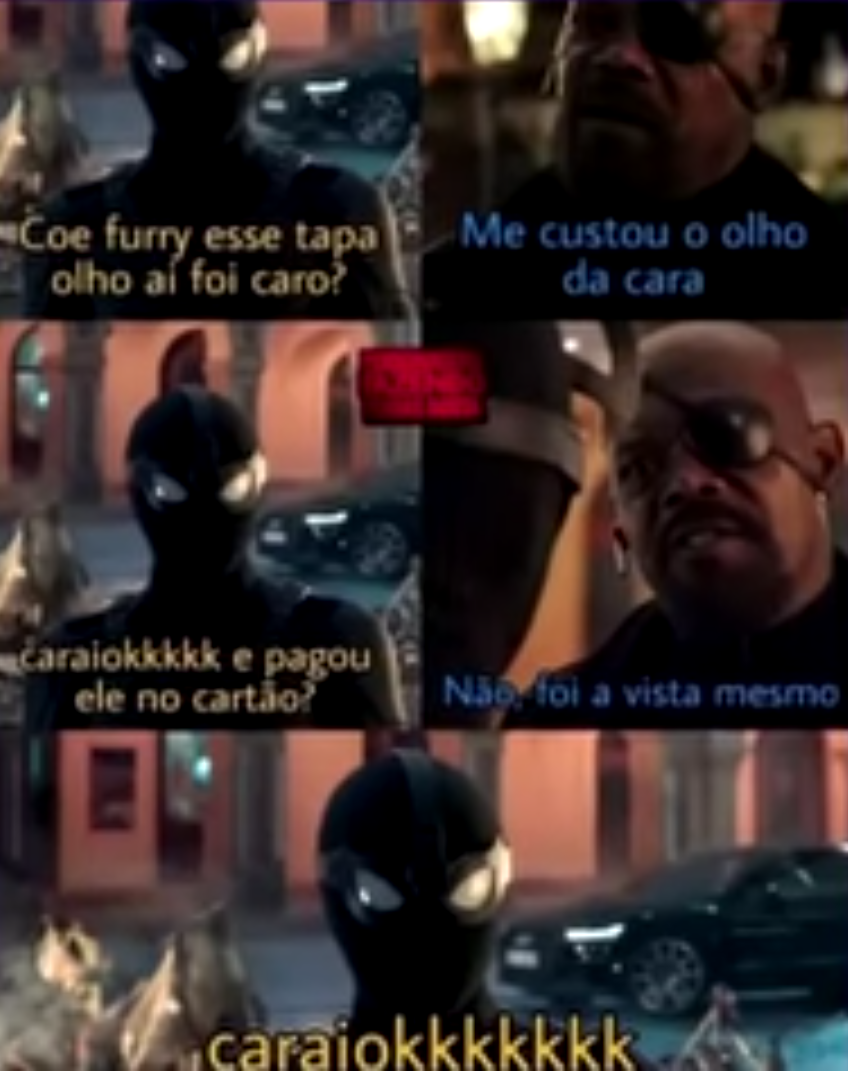 Coe furry esse tapa
olho aí foi caro?
Me custou o olho
da cara
caraiokkkkk e pagou
ele no cartão?
Não, foi a vista mesmo
caraiokkkkkkk